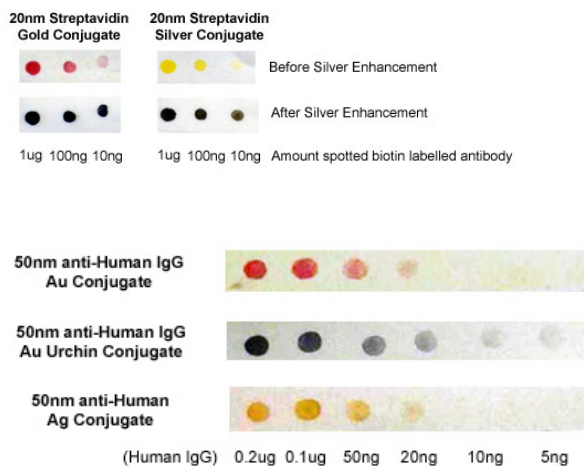 20nm Streptavidin
Gold Conjugate
20nm Streptavidin
Silver Conjugate
Before Silver Enhancement
After Silver Enhancement
1ug 100ng 10ng 1ug 100ng 10ng Amount spotted biotin labelled antibody
50nm anti-Human IgG
Au Conjugate
50nm anti-Human IgG
Au Urchin Conjugate
50nm anti-Human
Ag Conjugate
(Human IgG) 0.2ug 0.1ug 50ng 20ng 10ng 5ng